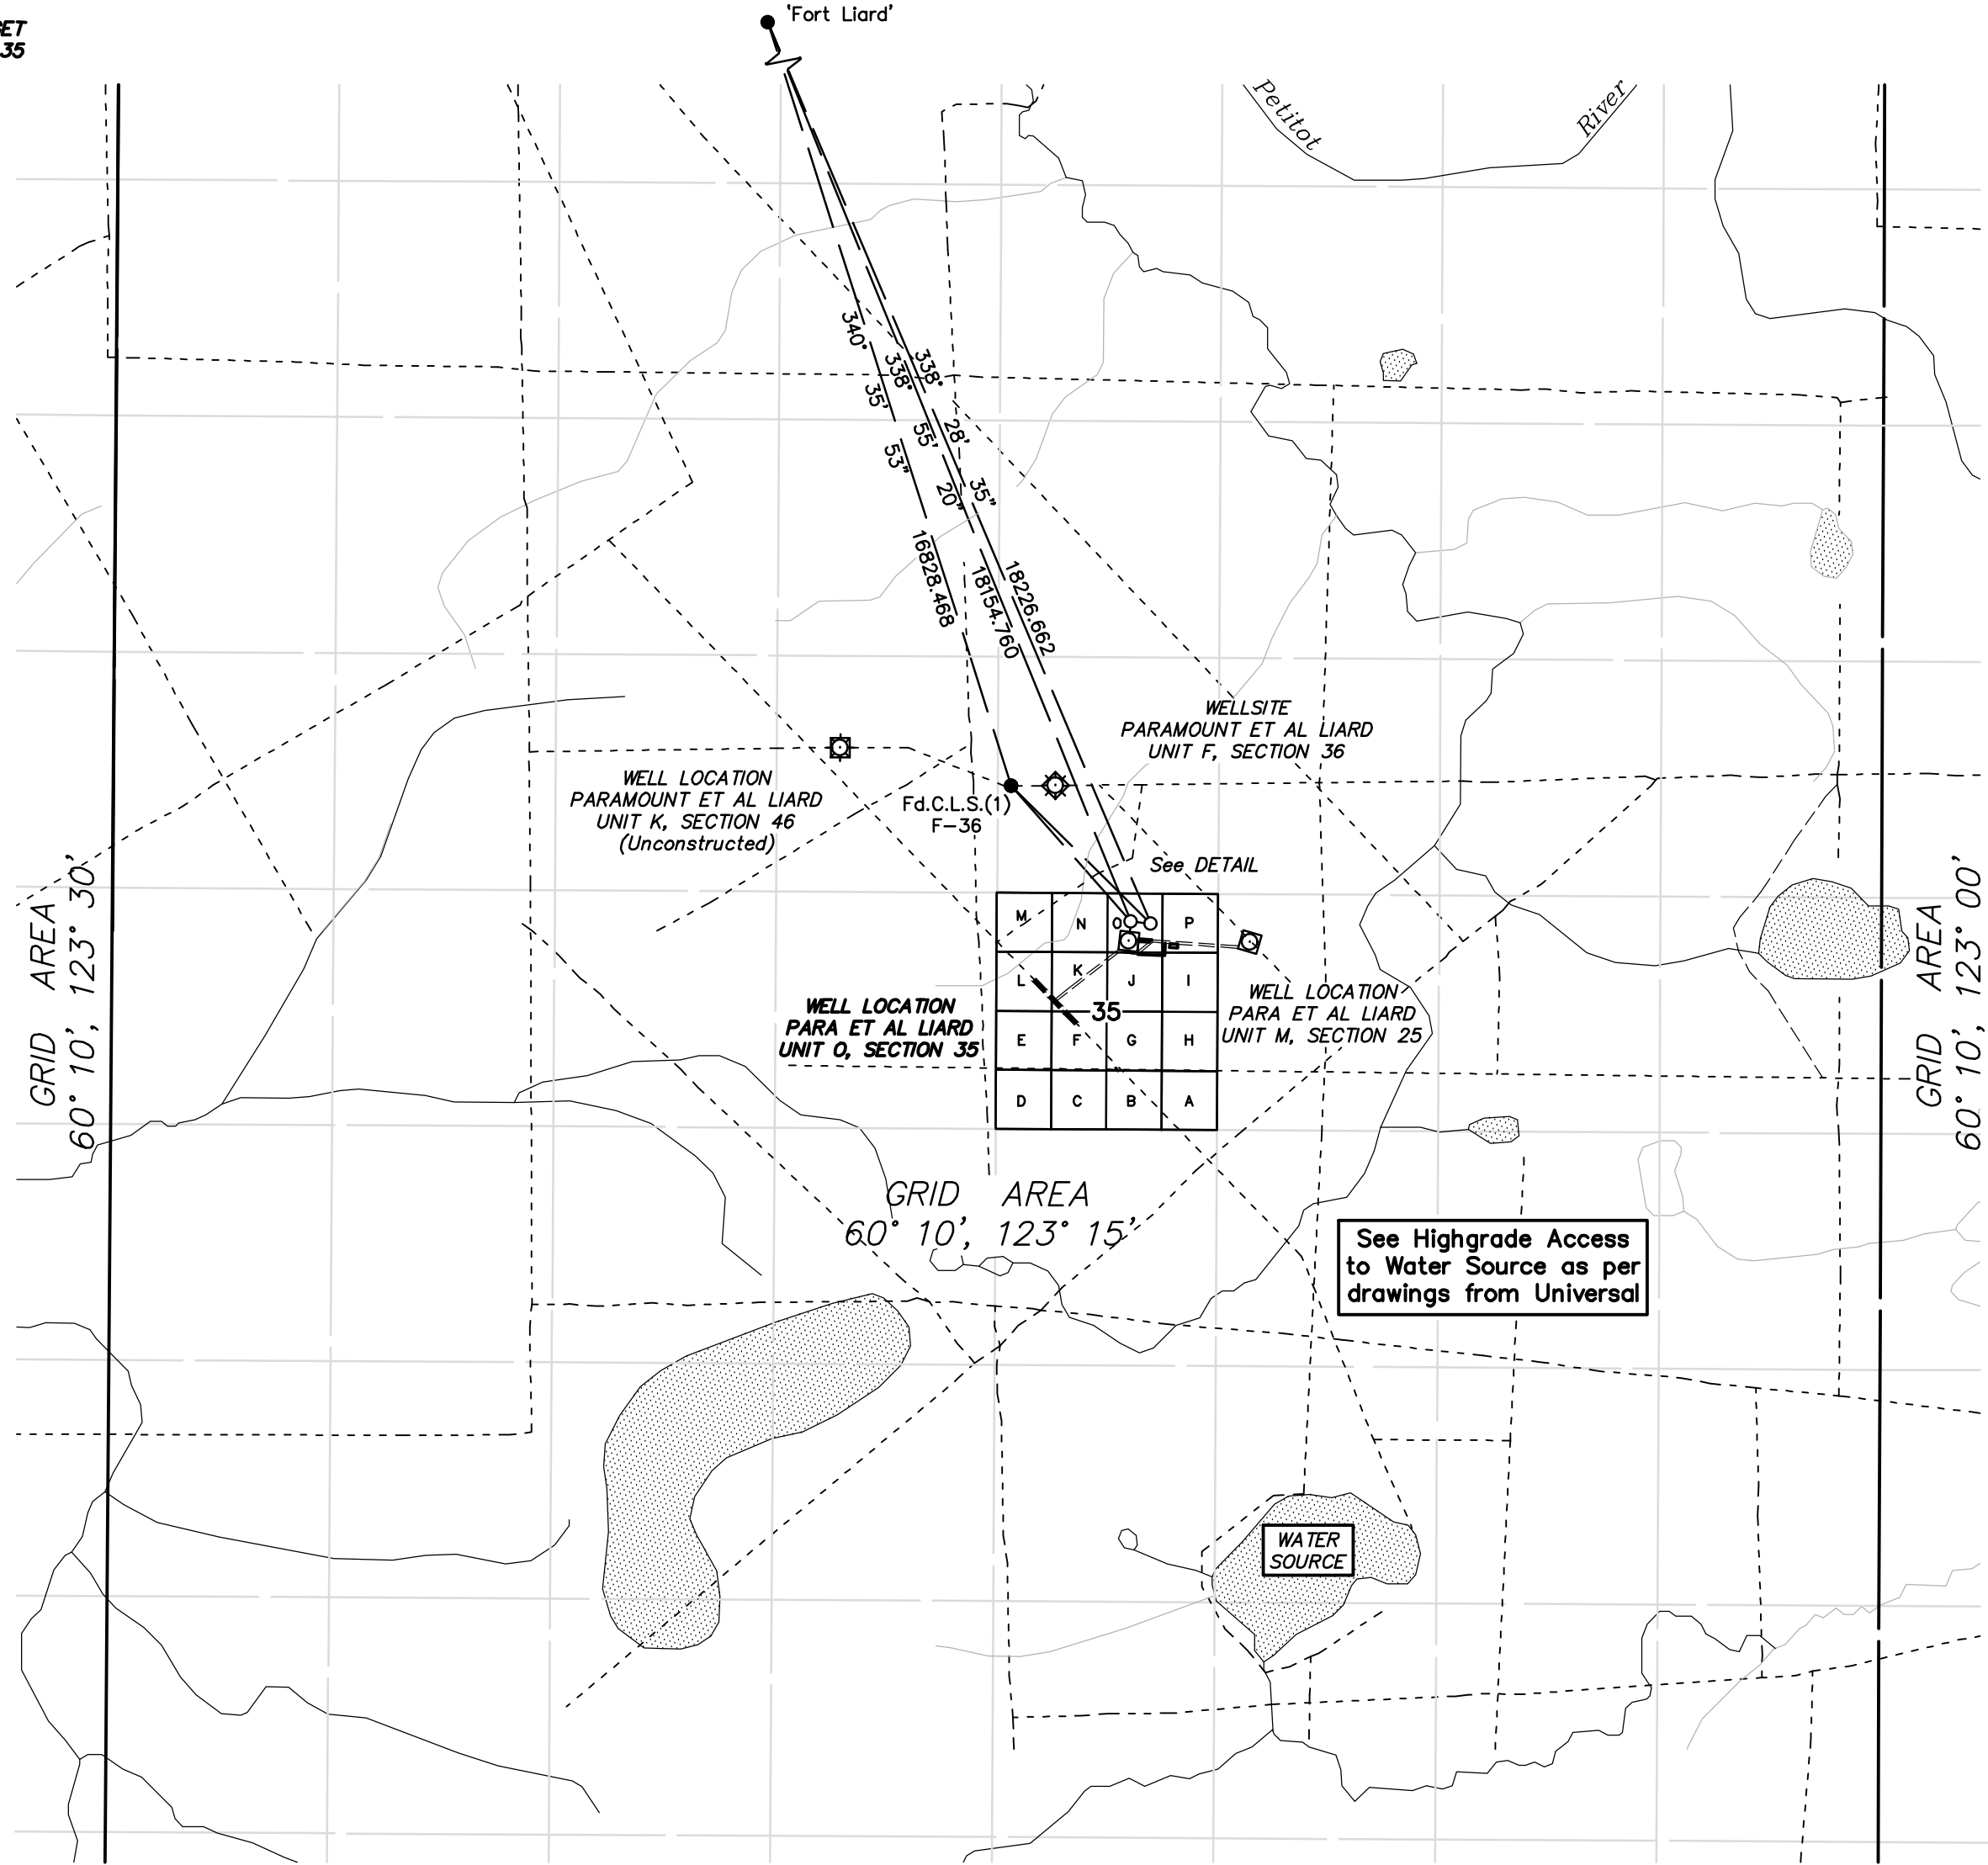 'Fort Liard'
35
Petitot
River
340° 35' 53" 16828.468
338° 55' 20" 18154.760
338° 28' 35" 18226.662
WELLSITE
PARAMOUNT ET AL LIARD
UNIT F, SECTION 36
WELL LOCATION
PARAMOUNT ET AL LIARD
UNIT K, SECTION 46
(Unconstructed)
Fd.C.L.S.(1)
F-36
See DETAIL
GRID AREA
60° 10', 123° 30'
GRID AREA
60° 10', 123° 00'
M N O P
L K J I
35
E F G H
D C B A
WELL LOCATION
PARA ET AL LIARD
UNIT O, SECTION 35
WELL LOCATION
PARA ET AL LIARD
UNIT M, SECTION 25
GRID AREA
60° 10', 123° 15'
See Highgrade Access
to Water Source as per
drawings from Universal
WATER
SOURCE